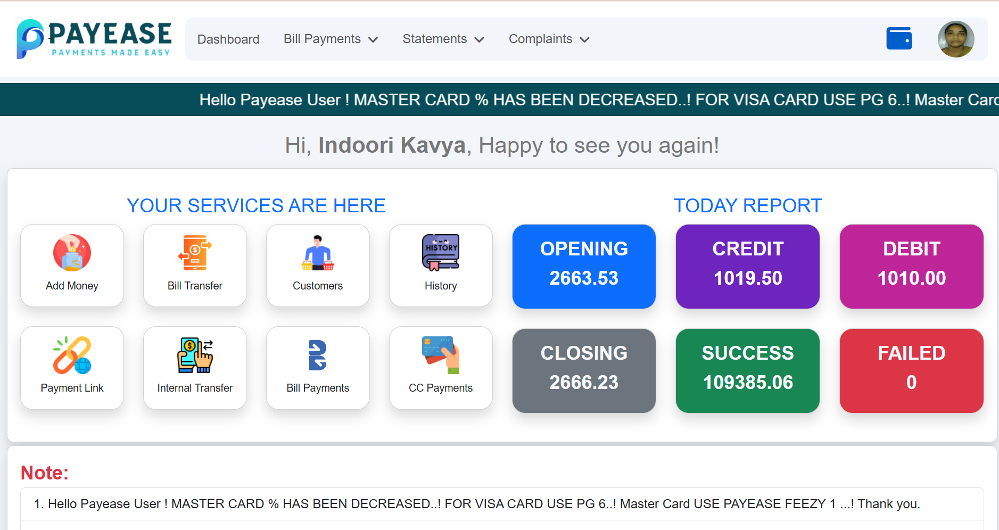 PAYEASE
PAYMENTS MADE EASY
Dashboard
Bill Payments
Statements
Complaints
Hello Payease User ! MASTER CARD % HAS BEEN DECREASED..! FOR VISA CARD USE PG 6..! Master Card
Hi, Indoori Kavya, Happy to see you again!
YOUR SERVICES ARE HERE
Add Money
Bill Transfer
Customers
HISTORY
History
Payment Link
Internal Transfer
Bill Payments
CC Payments
TODAY REPORT
OPENING
2663.53
CREDIT
1019.50
DEBIT
1010.00
CLOSING
2666.23
SUCCESS
109385.06
FAILED
0
Note:
1. Hello Payease User ! MASTER CARD % HAS BEEN DECREASED..! FOR VISA CARD USE PG 6..! Master Card USE PAYEASE FEEZY 1 ...! Thank you.